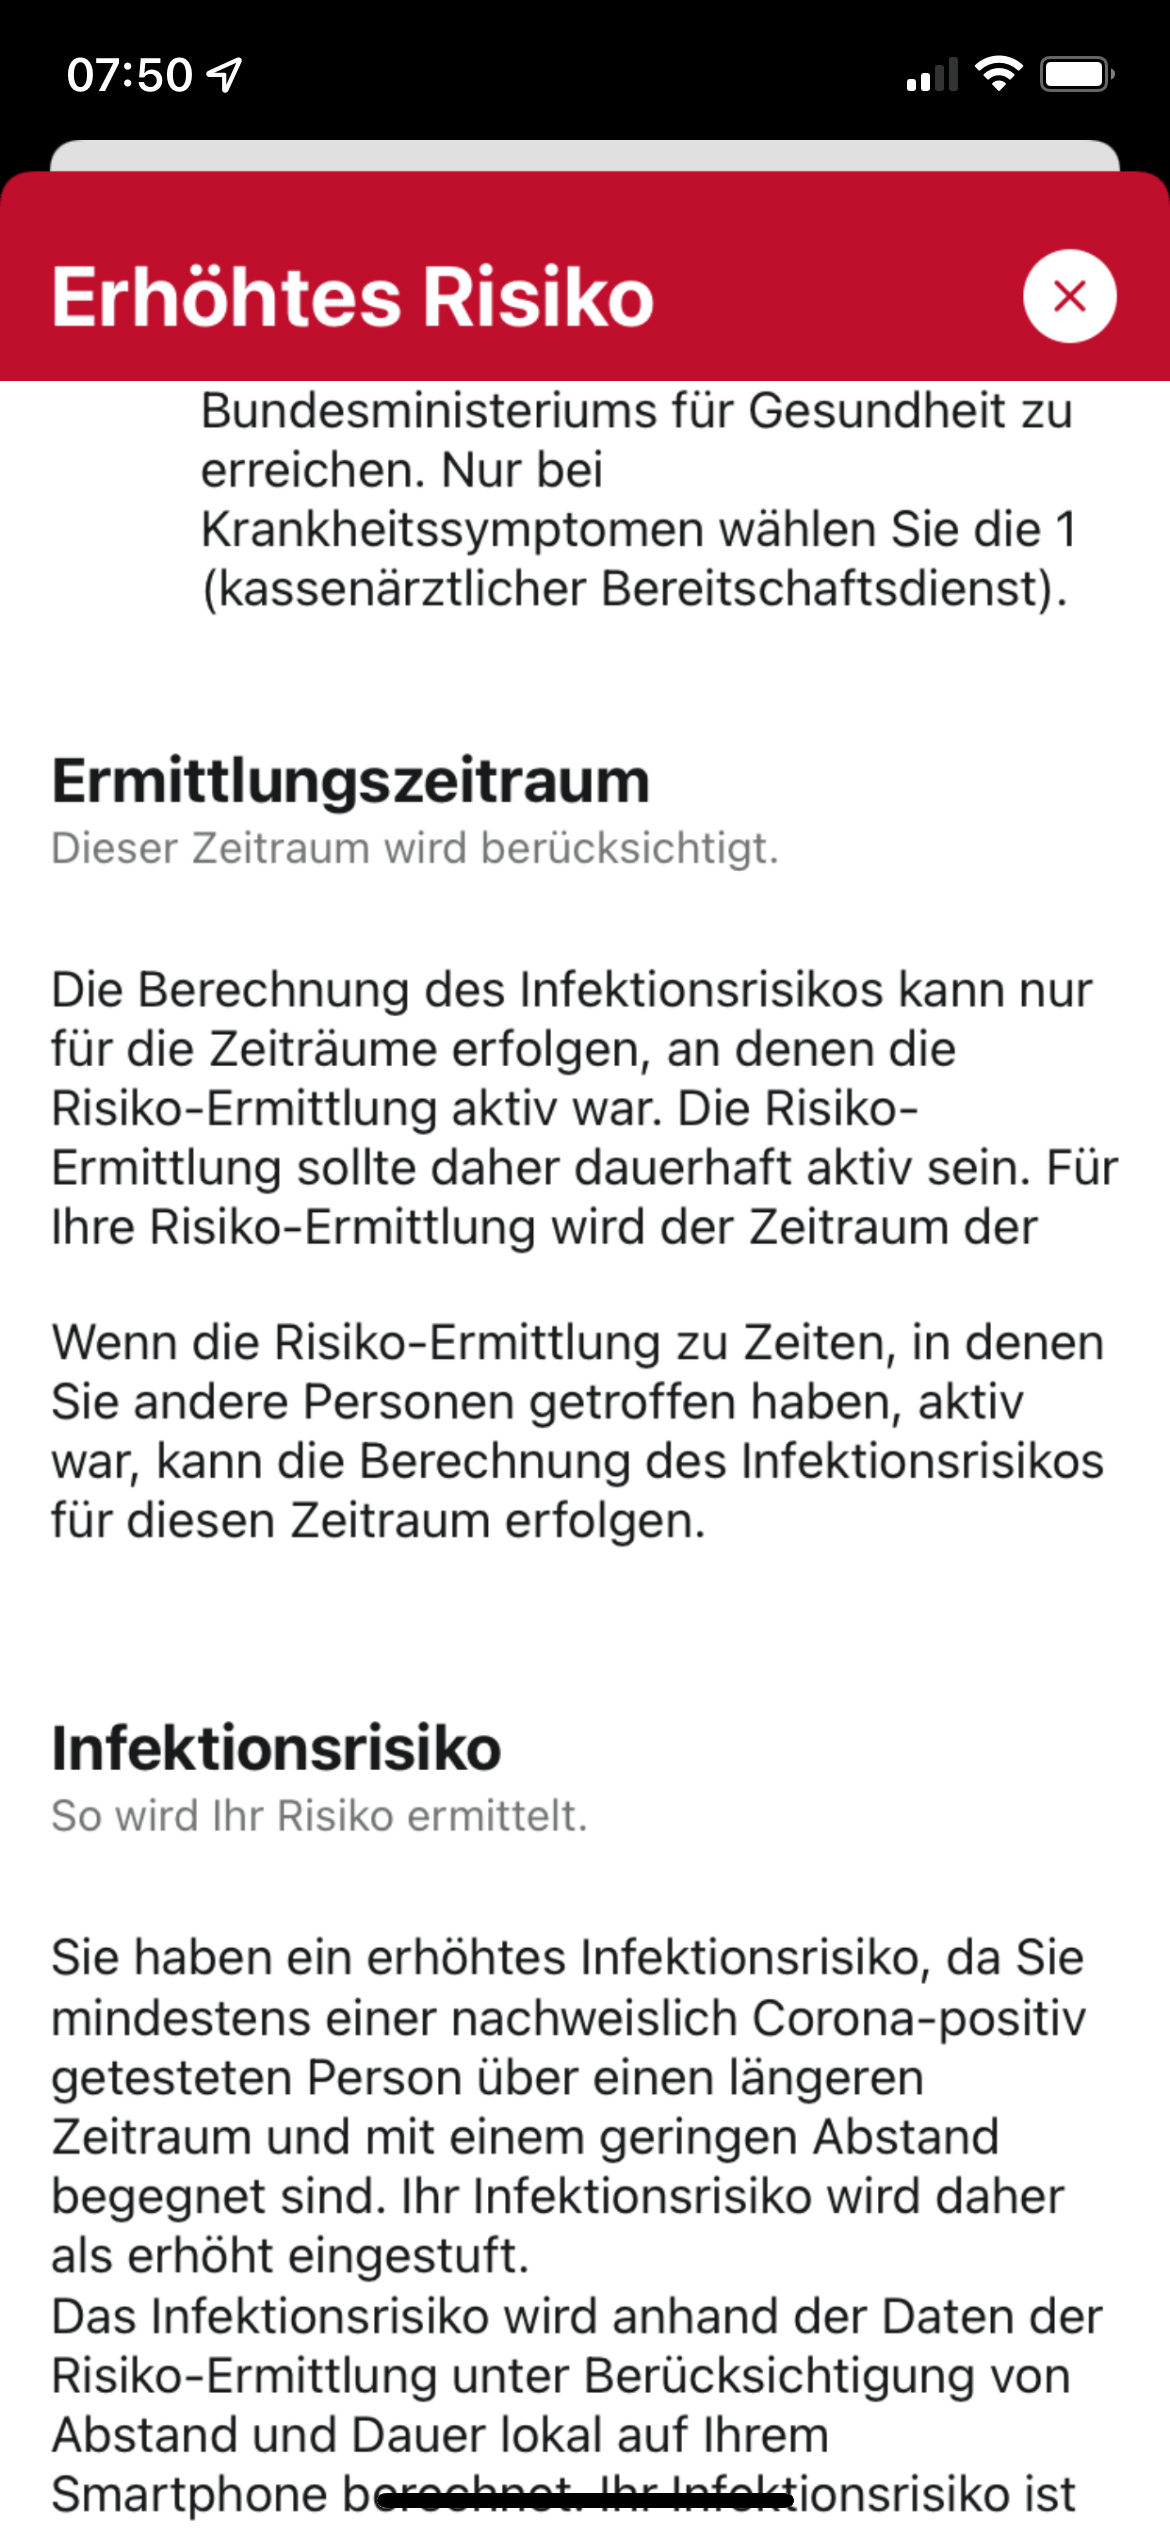 07:50
Erhöhtes Risiko
Bundesministeriums für Gesundheit zu
erreichen. Nur bei
Krankheitssymptomen wählen Sie die 1
(kassenärztlicher Bereitschaftsdienst).
Ermittlungszeitraum
Dieser Zeitraum wird berücksichtigt.
Die Berechnung des Infektionsrisikos kann nur
für die Zeiträume erfolgen, an denen die
Risiko-Ermittlung aktiv war. Die Risiko-
Ermittlung sollte daher dauerhaft aktiv sein. Für
Ihre Risiko-Ermittlung wird der Zeitraum der
Wenn die Risiko-Ermittlung zu Zeiten, in denen
Sie andere Personen getroffen haben, aktiv
war, kann die Berechnung des Infektionsrisikos
für diesen Zeitraum erfolgen.
Infektionsrisiko
So wird Ihr Risiko ermittelt.
Sie haben ein erhöhtes Infektionsrisiko, da Sie
mindestens einer nachweislich Corona-positiv
getesteten Person über einen längeren
Zeitraum und mit einem geringen Abstand
begegnet sind. Ihr Infektionsrisiko wird daher
als erhöht eingestuft.
Das Infektionsrisiko wird anhand der Daten der
Risiko-Ermittlung unter Berücksichtigung von
Abstand und Dauer lokal auf Ihrem
Smartphone berechnet. Ihr Infektionsrisiko ist